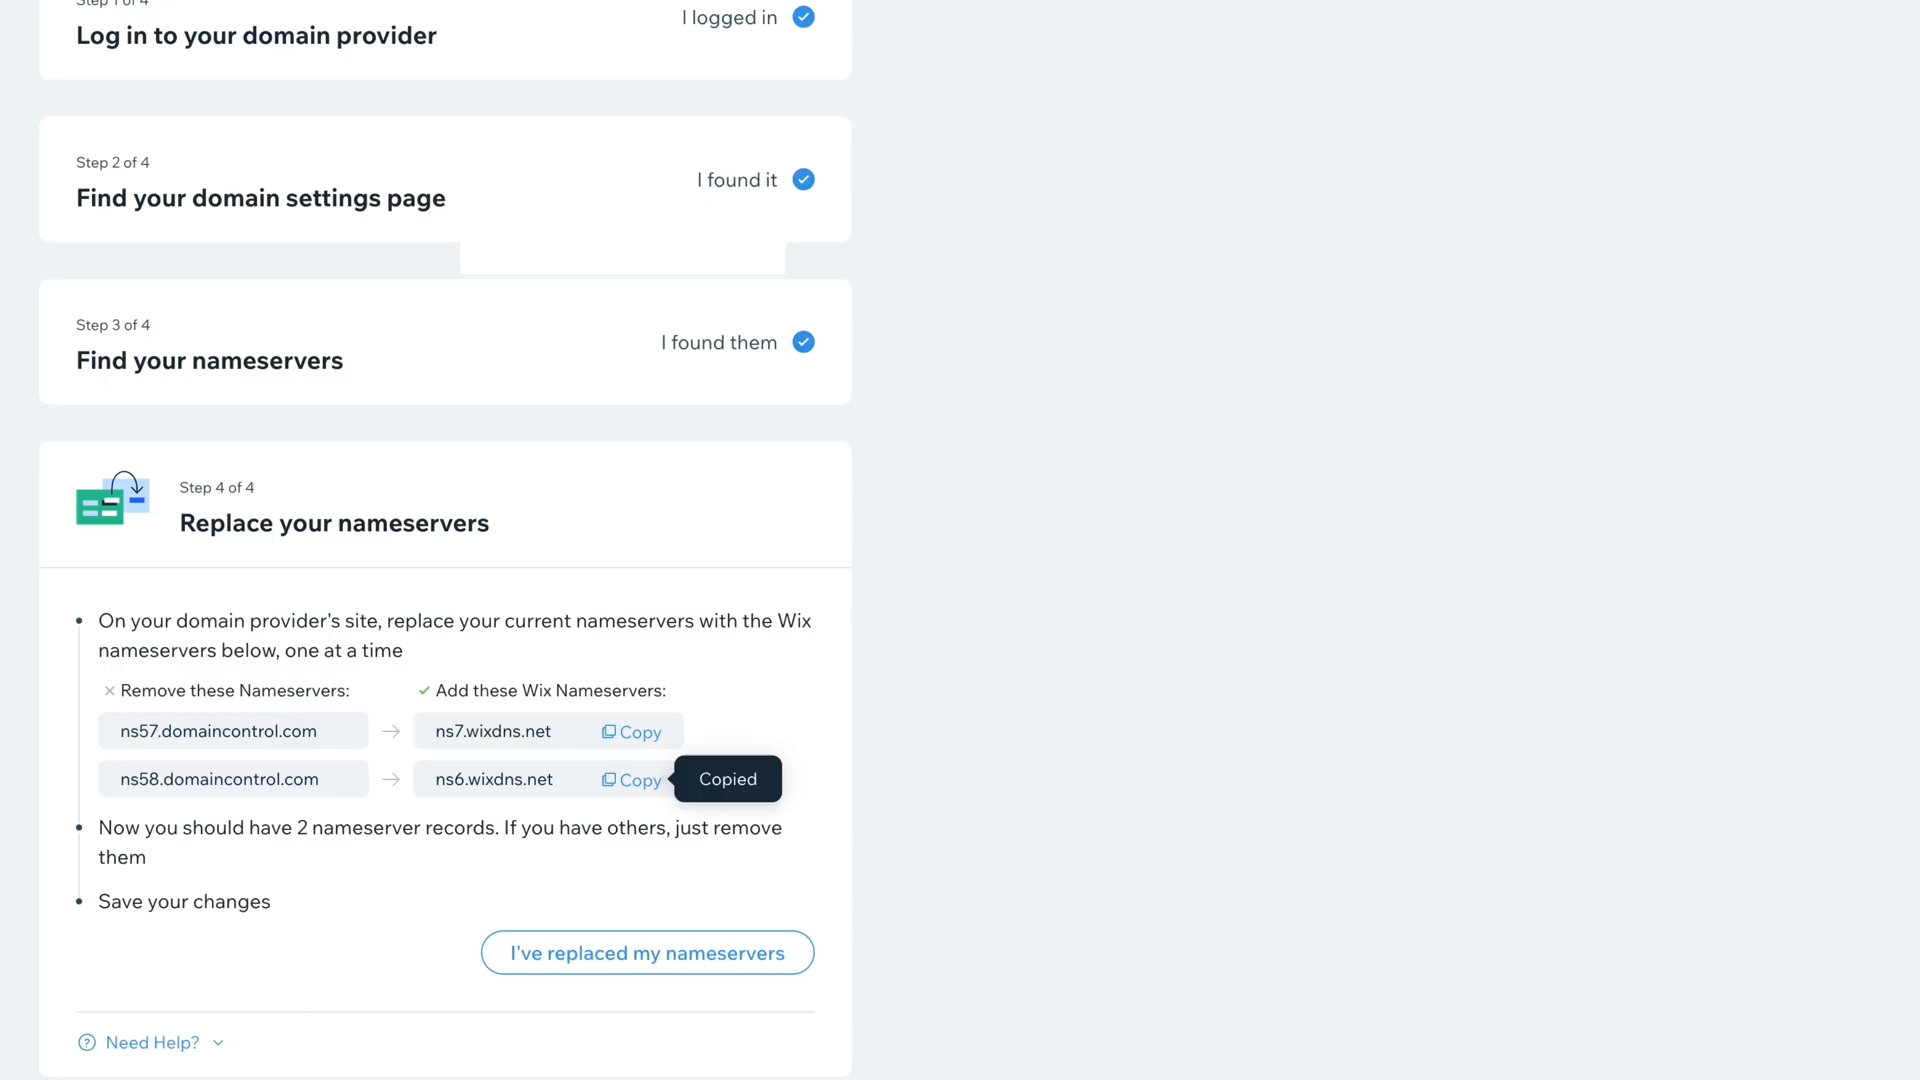 Step 1 of 4
I logged in
Log in to your domain provider
Step 2 of 4
I found it
Find your domain settings page
Step 3 of 4
I found them
Find your nameservers
Step 4 of 4
Replace your nameservers
On your domain provider's site, replace your current nameservers with the Wix
nameservers below, one at a time
Remove these Nameservers:
Add these Wix Nameservers:
ns57.domaincontrol.com
ns7.wixdns.net
Copy
ns58.domaincontrol.com
ns6.wixdns.net
Copy
Copied
Now you should have 2 nameserver records. If you have others, just remove
them
Save your changes
I've replaced my nameservers
Need Help?